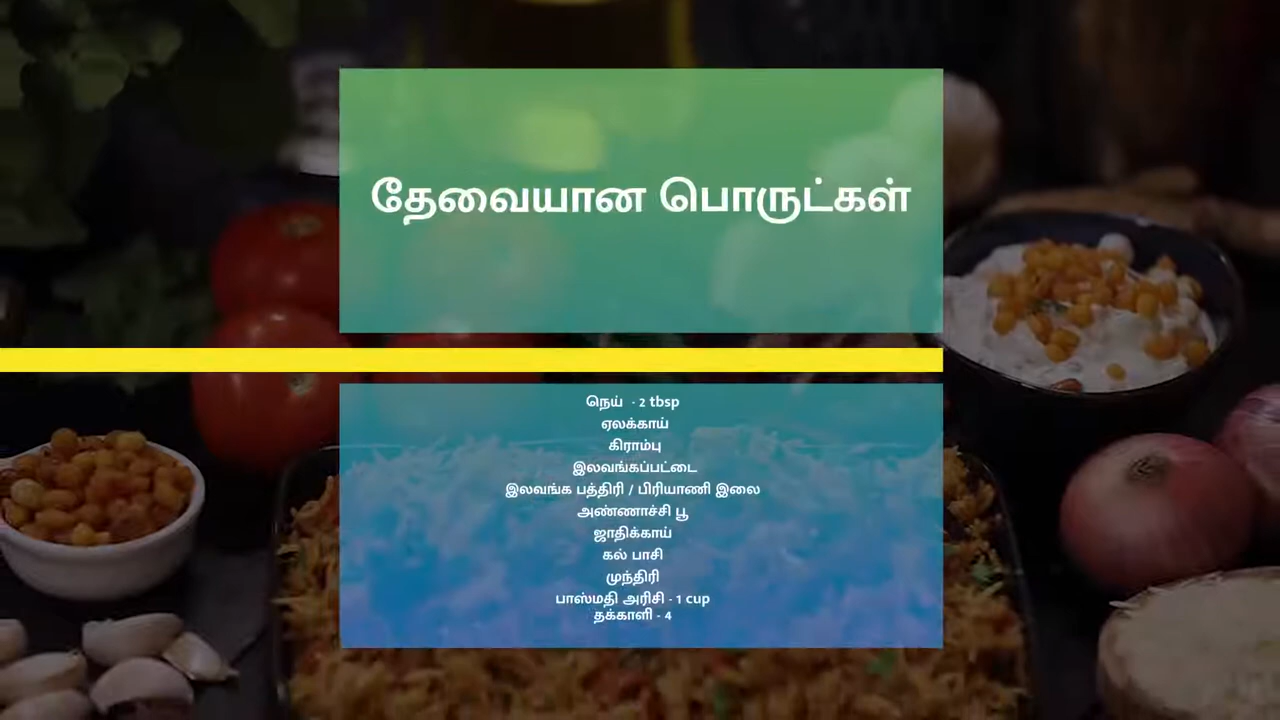 தேவையான பொருட்கள்
நெய் - 2 tbsp
ஏலக்காய்
கிராம்பு
இலவங்கப்பட்டை
இலவங்க பத்திரி / பிரியாணி இலை
அண்ணாச்சி பூ
ஜாதிக்காய்
கல் பாசி
முந்திரி
பாஸ்மதி அரிசி - 1 cup
தக்காளி - 4